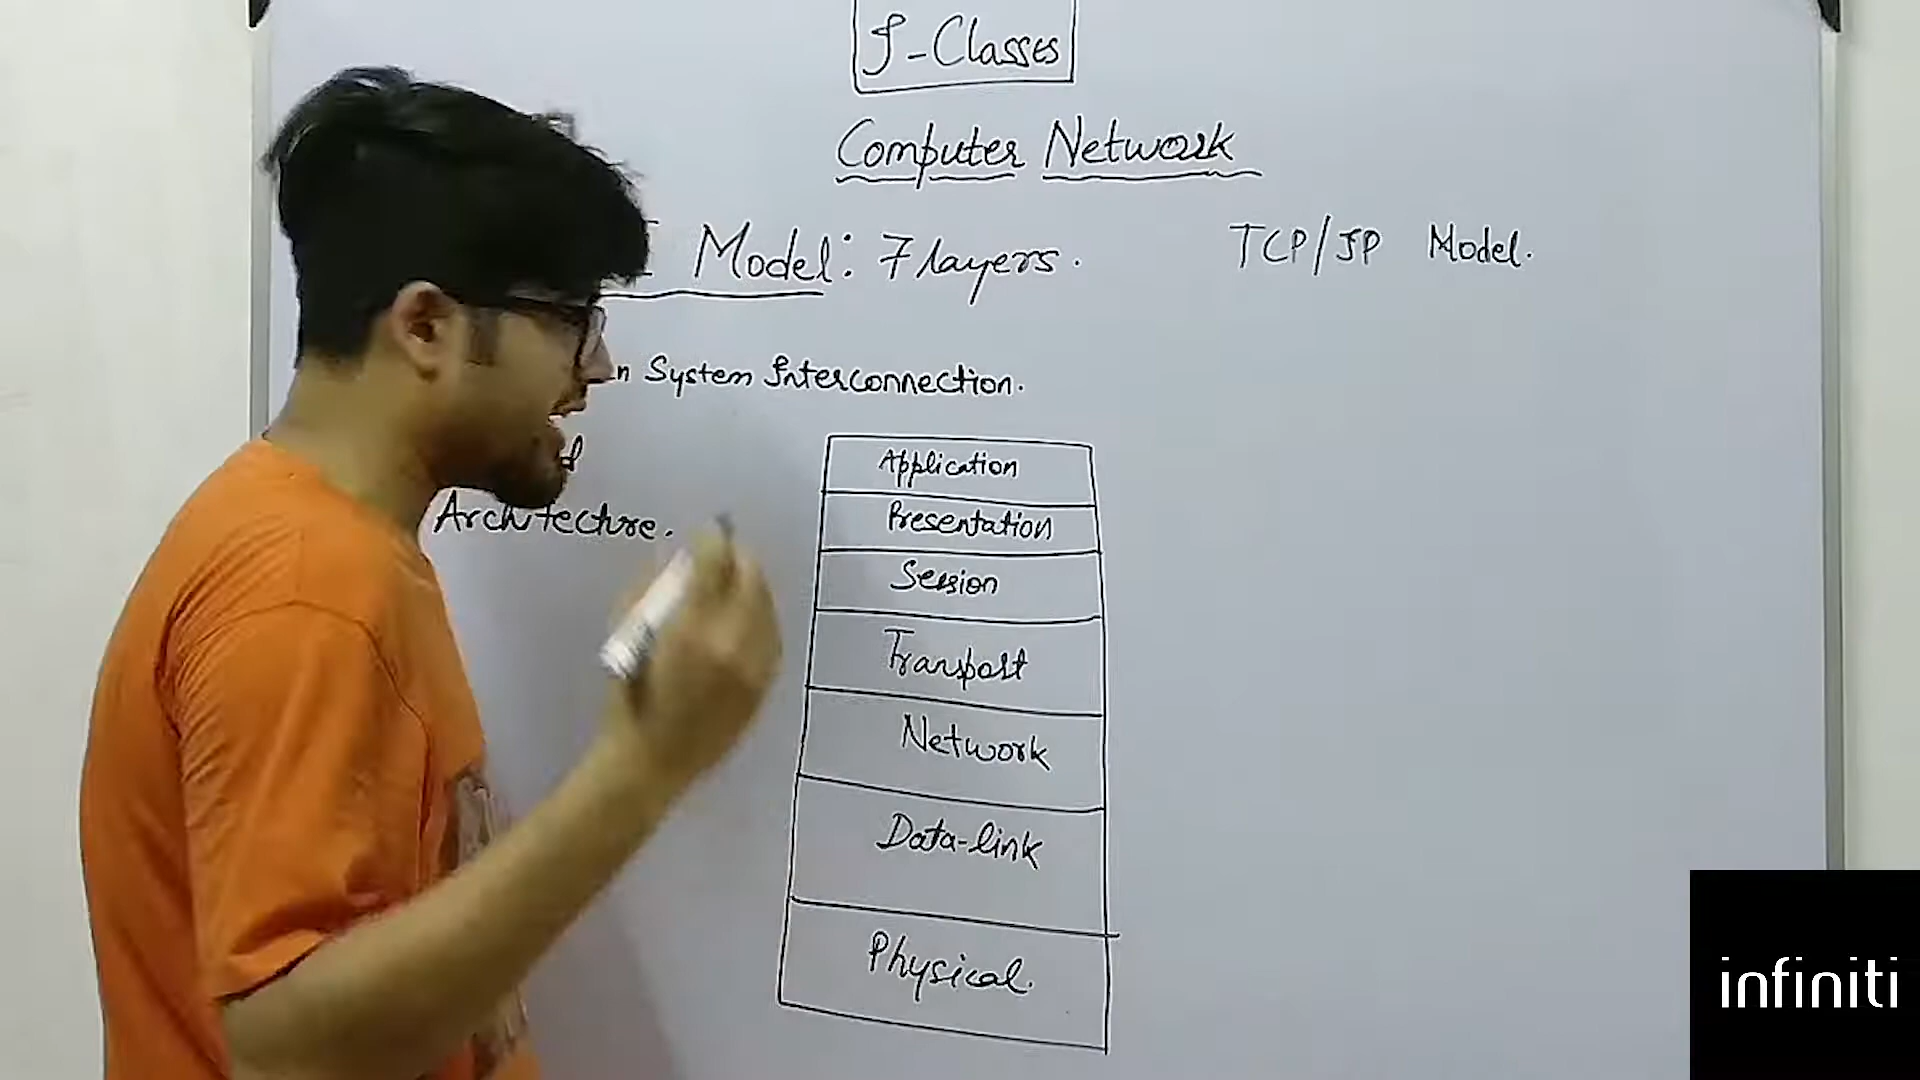 I-Classes
Computer Network
I Model: 7 layers.
TCP/IP Model.
n System Interconnection.
d
Architecture.
Application
Presentation
Session
Transport
Network
Data-link
Physical.
infiniti